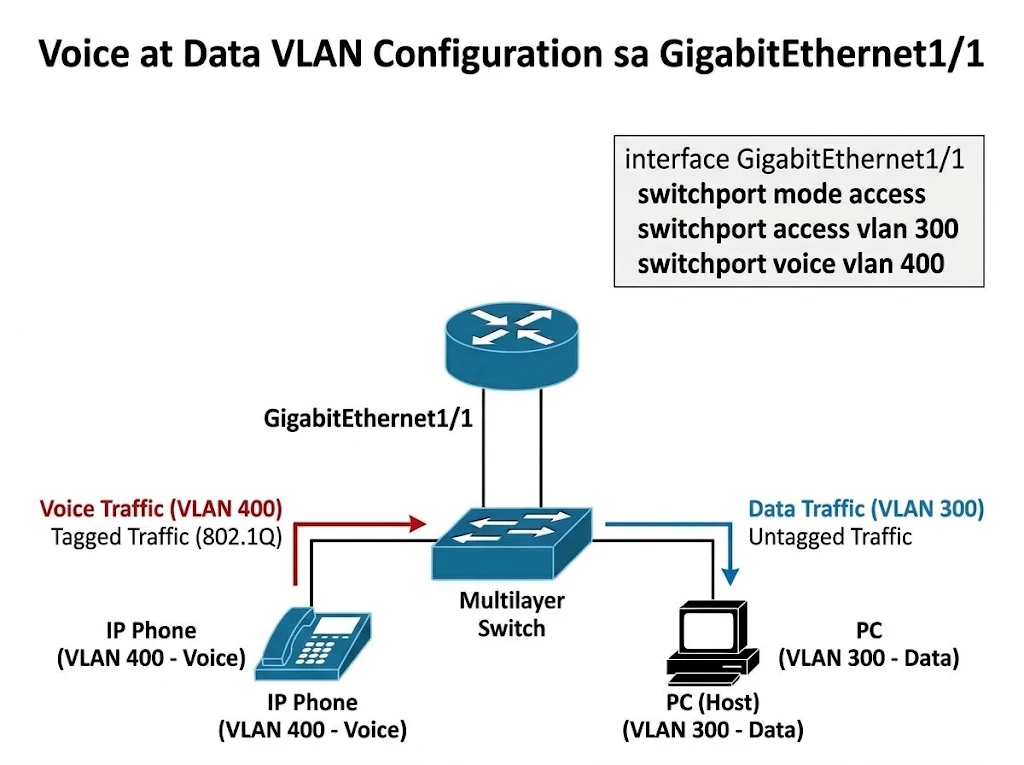 Voice at Data VLAN Configuration sa GigabitEthernet1/1
interface GigabitEthernet1/1
switchport mode access
switchport access vlan 300
switchport voice vlan 400
GigabitEthernet1/1
Voice Traffic (VLAN 400)
Tagged Traffic (802.1Q)
Data Traffic (VLAN 300)
Untagged Traffic
Multilayer
Switch
IP Phone
(VLAN 400 - Voice)
PC
(VLAN 300 - Data)
IP Phone
(VLAN 400 - Voice)
PC (Host)
(VLAN 300 - Data)